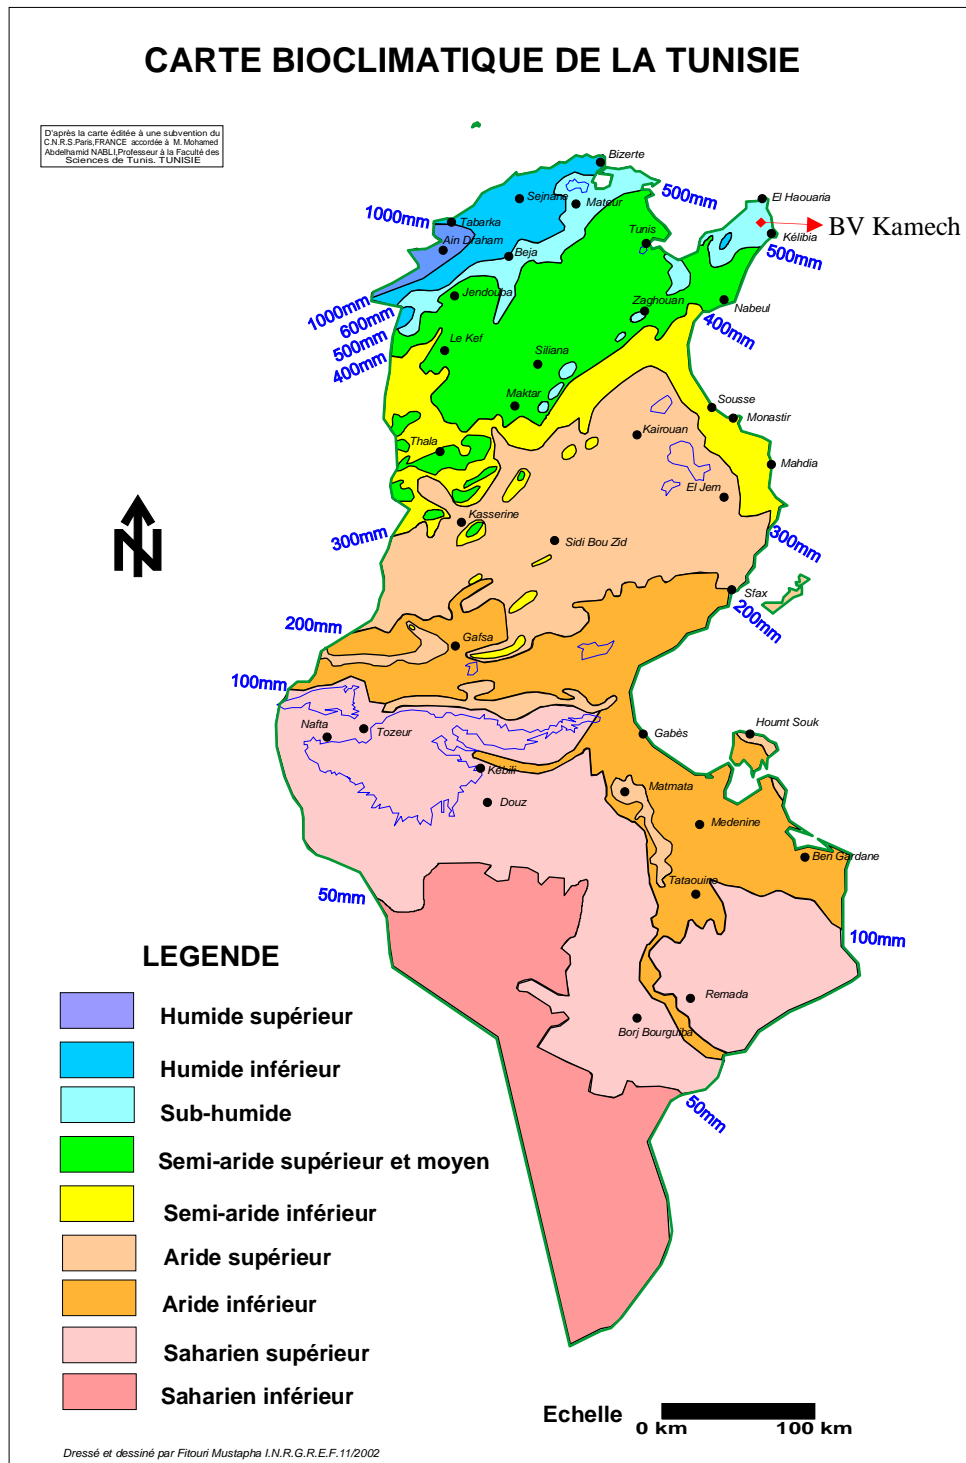 CARTE BIOCLIMATIQUE DE LA TUNISIE
D'après la carte éditée à une subvention du
C.N.R.S.Paris,FRANCE accordée à M. Mohamed
Abdelhamid NABLI,Professeur à la Faculté des
Sciences de Tunis. TUNISIE
Bizerte
500mm
El Haouaria
Sejnane
Mateur
1000mm
Tabarka
BV Kamech
Tunis
Kélibia
Ain Draham
Beja
500mm
Jendouba
1000mm
Zaghouan
Nabeul
600mm
400mm
500mm
Le Kef
400mm
Siliana
Maktar
Sousse
Monastir
Thala
Kairouan
Mahdia
El Jem
Kasserine
300mm
Sidi Bou Zid
300mm
N
Sfax
200mm
200mm
Gafsa
100mm
Nafta
Tozeur
Gabès
Houmt Souk
Kébili
Matmata
Douz
Medenine
Ben Gardane
Tataouine
50mm
100mm
Remada
Borj Bourguiba
50mm
LEGENDE
Humide supérieur
Humide inférieur
Sub-humide
Semi-aride supérieur et moyen
Semi-aride inférieur
Aride supérieur
Aride inférieur
Saharien supérieur
Saharien inférieur
Echelle
0 km 100 km
Dressé et dessiné par Fitouri Mustapha I.N.R.G.R.E.F.11/2002